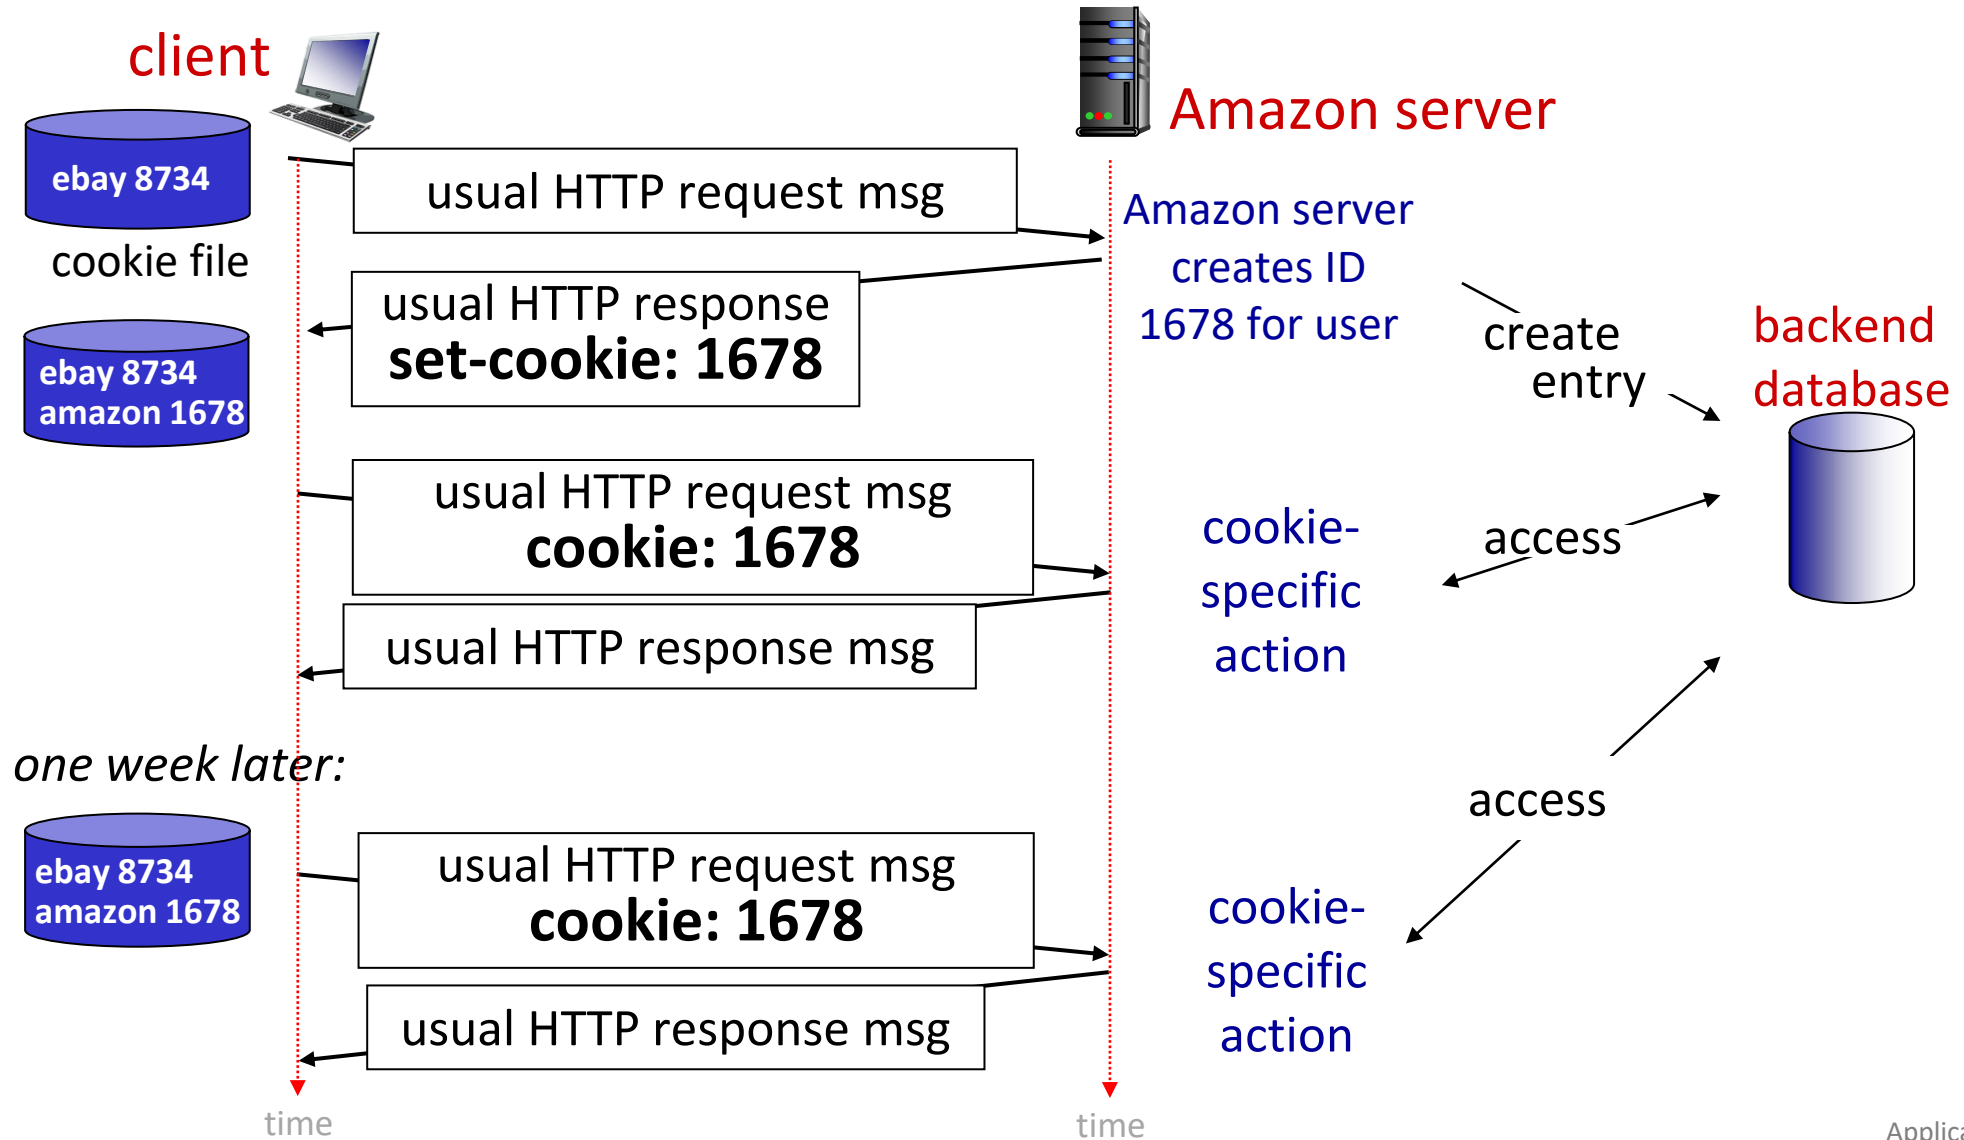 client
Amazon server
ebay 8734
cookie file
usual HTTP request msg
Amazon server
creates ID
1678 for user
usual HTTP response
set-cookie: 1678
create
entry
backend
database
ebay 8734
amazon 1678
usual HTTP request msg
cookie: 1678
cookie-
specific
action
access
usual HTTP response msg
one week later:
access
ebay 8734
amazon 1678
usual HTTP request msg
cookie: 1678
cookie-
specific
action
usual HTTP response msg
time
time